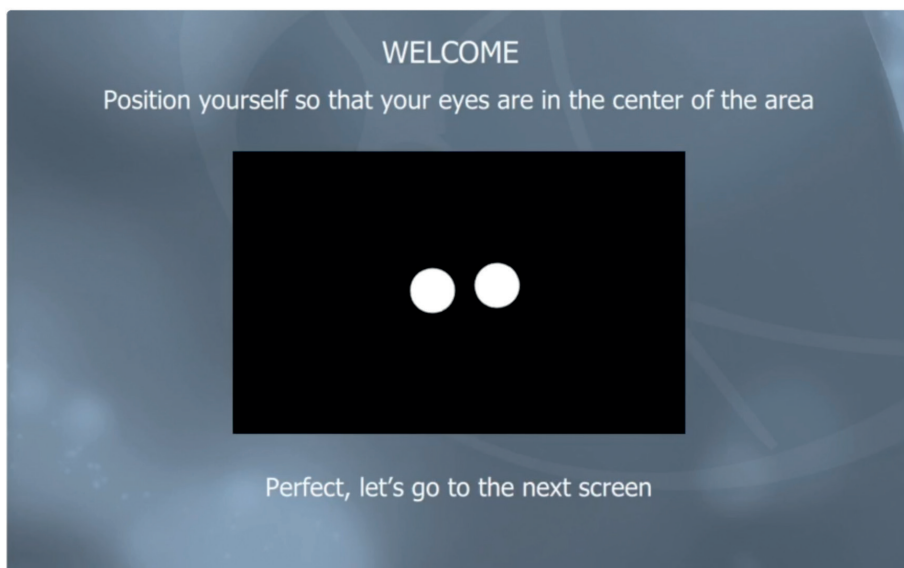 WELCOME
Position yourself so that your eyes are in the center of the area
Perfect, let’s go to the next screen